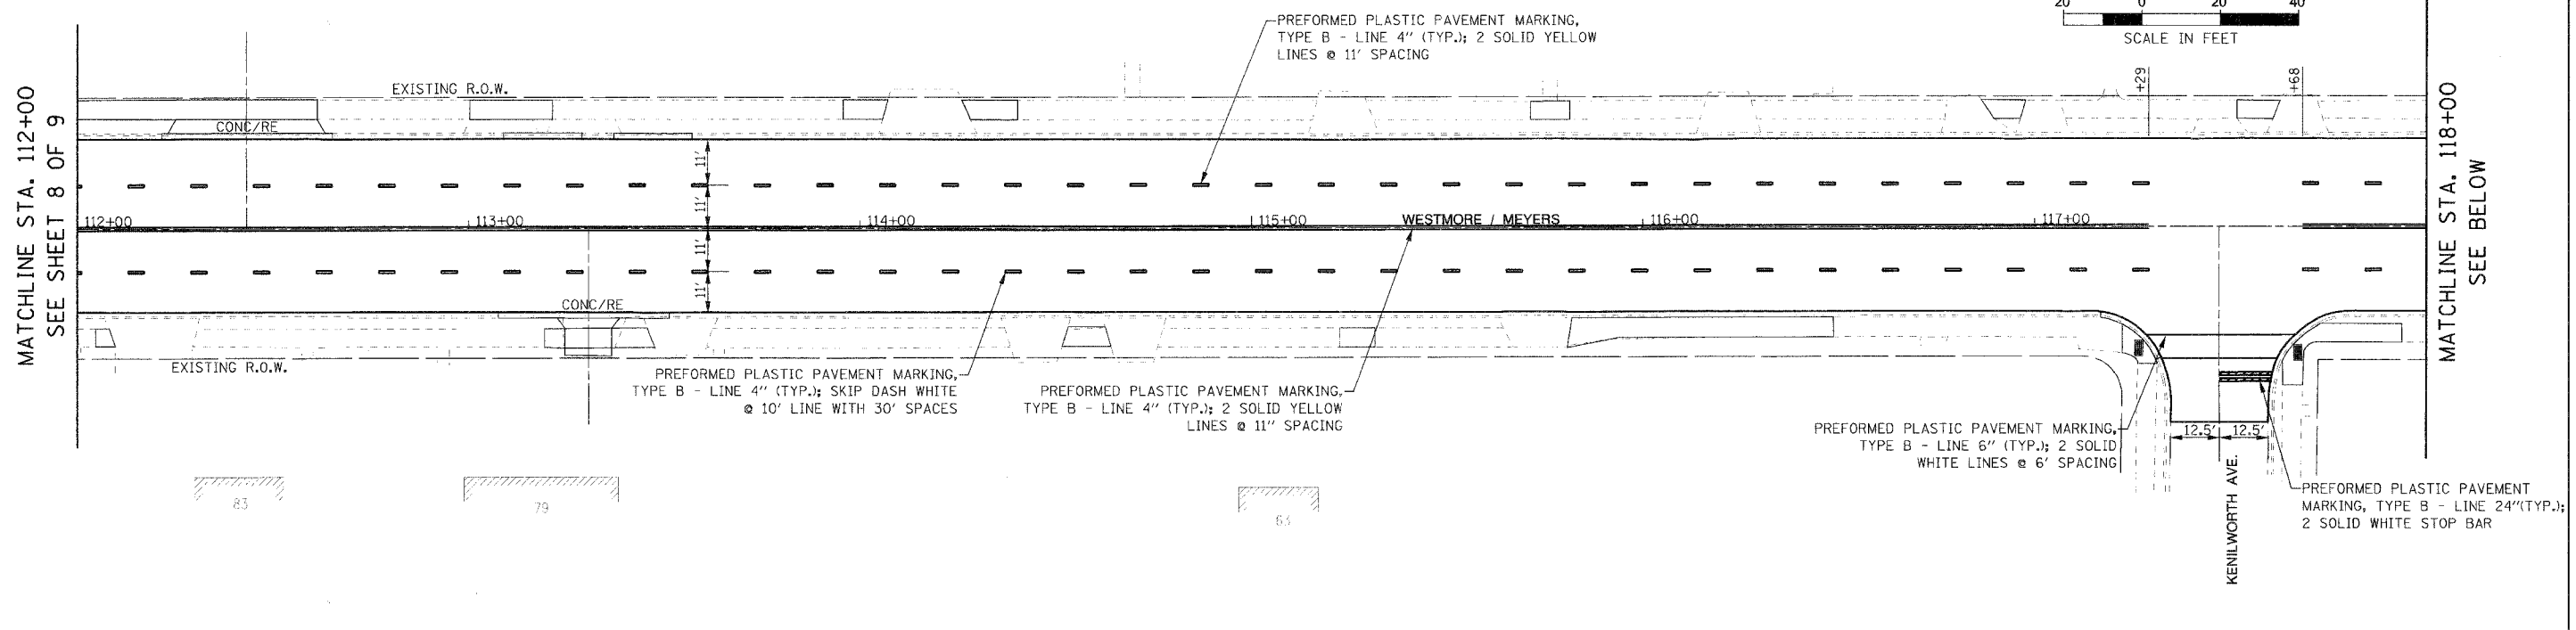 PREFORMED PLASTIC PAVEMENT MARKING,
TYPE B - LINE 4" (TYP.); 2 SOLID YELLOW
LINES @ 11' SPACING
20 0 20 40
SCALE IN FEET
MATCHLINE STA. 112+00
SEE SHEET 8 OF 9
EXISTING R.O.W.
CONC/RE
+29
+68
11'
11'
11'
11'
112+00
113+00
114+00
115+00
WESTMORE / MEYERS
116+00
117+00
MATCHLINE STA. 118+00
SEE BELOW
CONC/RE
EXISTING R.O.W.
PREFORMED PLASTIC PAVEMENT MARKING,
TYPE B - LINE 4" (TYP.); SKIP DASH WHITE
@ 10' LINE WITH 30' SPACES
PREFORMED PLASTIC PAVEMENT MARKING,
TYPE B - LINE 4" (TYP.); 2 SOLID YELLOW
LINES @ 11" SPACING
PREFORMED PLASTIC PAVEMENT MARKING,
TYPE B - LINE 6" (TYP.); 2 SOLID
WHITE LINES @ 6' SPACING
12.5' 12.5'
KENILWORTH AVE.
PREFORMED PLASTIC PAVEMENT
MARKING, TYPE B - LINE 24"(TYP.);
2 SOLID WHITE STOP BAR
83
79
63